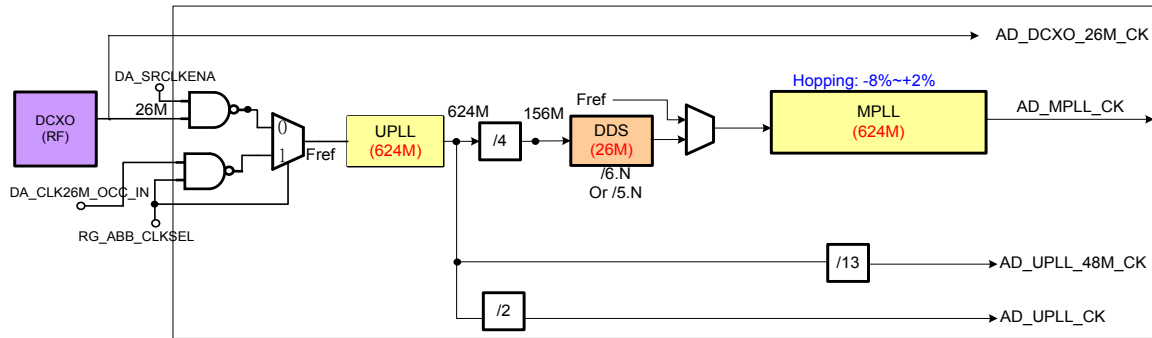 AD_DCXO_26M_CK
DA_SRCLKENA
Hopping: -8%~+2%
DCXO
(RF)
26M
0
1
Fref
UPLL
(624M)
624M
/4
156M
Fref
DDS
(26M)
/6.N
Or /5.N
MPLL
(624M)
AD_MPLL_CK
DA_CLK26M_OCC_IN
RG_ABB_CLKSEL
/13
AD_UPLL_48M_CK
/2
AD_UPLL_CK